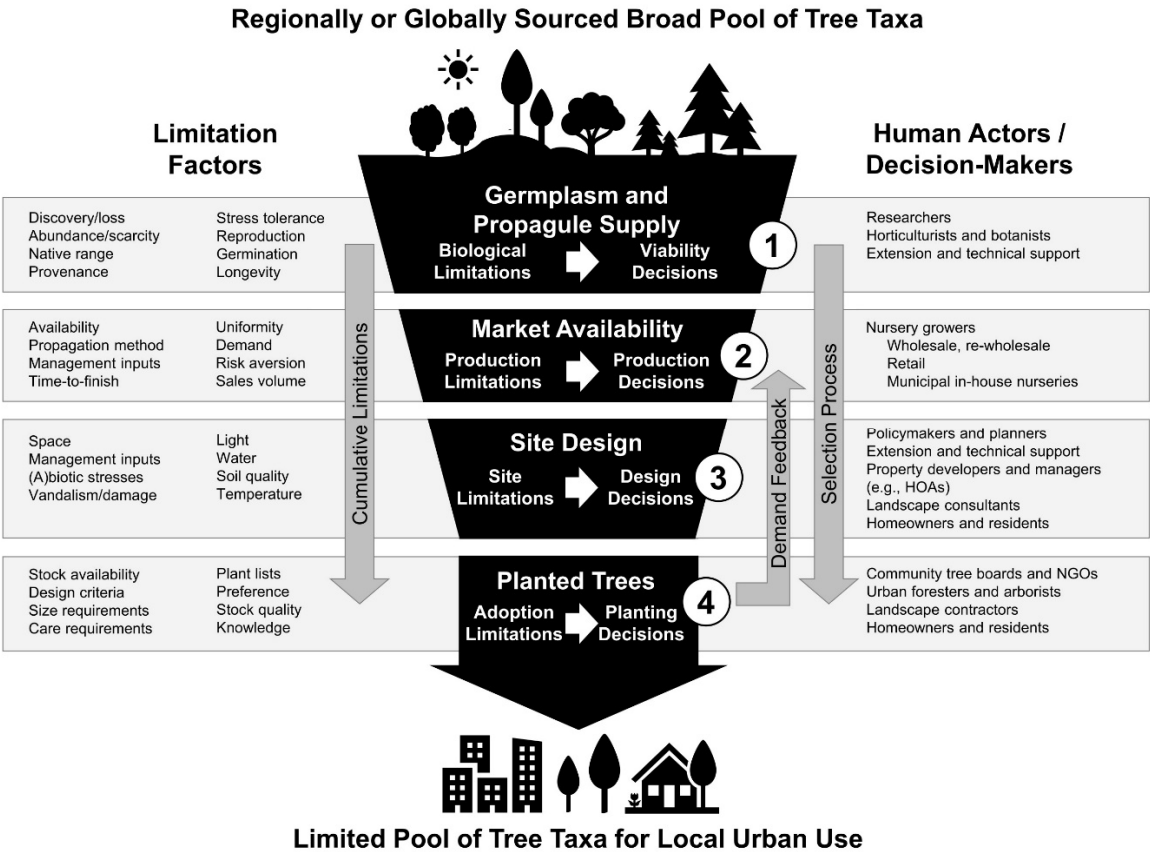 Regionally or Globally Sourced Broad Pool of Tree Taxa
Limitation
Factors
Human Actors /
Decision-Makers
Discovery/loss
Abundance/scarcity
Native range
Provenance
Stress tolerance
Reproduction
Germination
Longevity
Germplasm and
Propagule Supply
Biological
Limitations
Viability
Decisions
1
Researchers
Horticulturists and botanists
Extension and technical support
Availability
Propagation method
Management inputs
Time-to-finish
Uniformity
Demand
Risk aversion
Sales volume
Market Availability
Production
Limitations
Production
Decisions
2
Nursery growers
Wholesale, re-wholesale
Retail
Municipal in-house nurseries
Space
Management inputs
(A)biotic stresses
Vandalism/damage
Light
Water
Soil quality
Temperature
Site Design
Site
Limitations
Design
Decisions
3
Policymakers and planners
Extension and technical support
Property developers and managers
(e.g., HOAs)
Landscape consultants
Homeowners and residents
Stock availability
Design criteria
Size requirements
Care requirements
Plant lists
Preference
Stock quality
Knowledge
Planted Trees
Adoption
Limitations
Planting
Decisions
4
Community tree boards and NGOs
Urban foresters and arborists
Landscape contractors
Homeowners and residents
Cumulative Limitations
Demand Feedback
Selection Process
Limited Pool of Tree Taxa for Local Urban Use